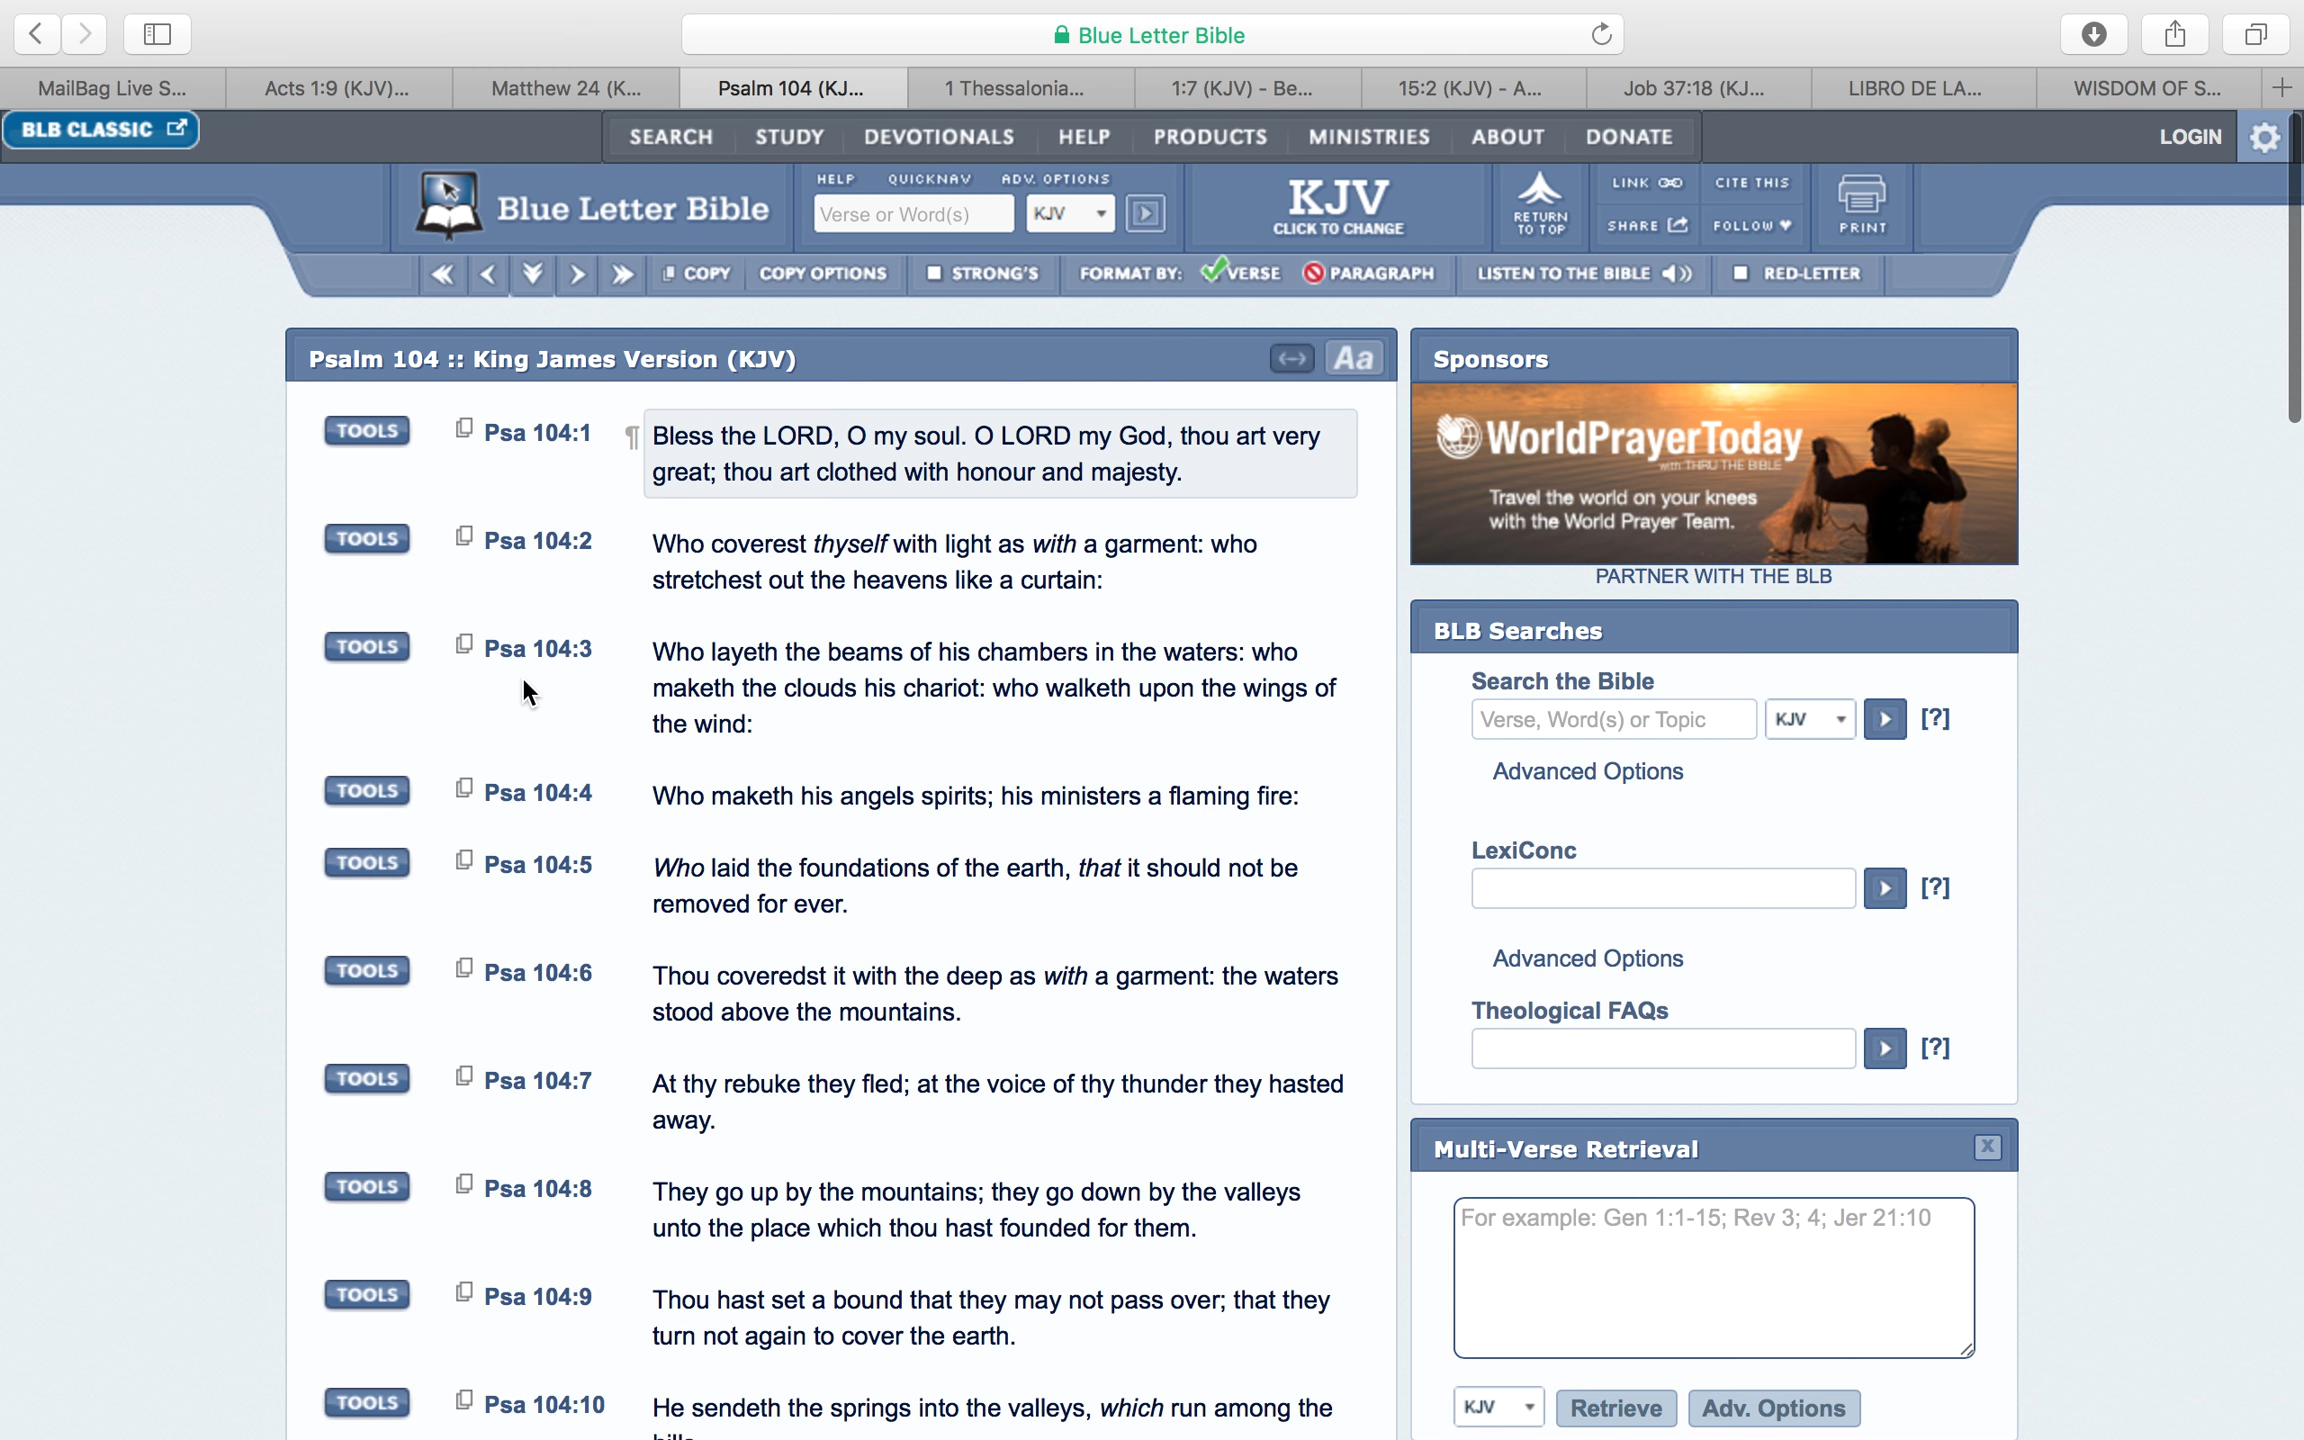 Blue Letter Bible
MailBag Live S...
Acts 1:9 (KJV)...
Matthew 24 (K...
Psalm 104 (KJ...
1 Thessalonia...
1:7 (KJV) - Be...
15:2 (KJV) - A...
Job 37:18 (KJ...
LIBRO DE LA...
WISDOM OF S...
BLB CLASSIC
SEARCH
STUDY
DEVOTIONALS
HELP
PRODUCTS
MINISTRIES
ABOUT
DONATE
LOGIN
Blue Letter Bible
HELP QUICKNAV ADV. OPTIONS
Verse or Word(s)
KJV
KJV
CLICK TO CHANGE
RETURN
TO TOP
LINK
CITE THIS
SHARE
FOLLOW
PRINT
COPY
COPY OPTIONS
STRONG'S
FORMAT BY:
VERSE
PARAGRAPH
LISTEN TO THE BIBLE
RED-LETTER
Psalm 104 :: King James Version (KJV)
Aa
TOOLS Psa 104:1 ¶ Bless the LORD, O my soul. O LORD my God, thou art very
great; thou art clothed with honour and majesty.
TOOLS Psa 104:2 Who coverest thyself with light as with a garment: who
stretchest out the heavens like a curtain:
TOOLS Psa 104:3 Who layeth the beams of his chambers in the waters: who
maketh the clouds his chariot: who walketh upon the wings of
the wind:
TOOLS Psa 104:4 Who maketh his angels spirits; his ministers a flaming fire:
TOOLS Psa 104:5 Who laid the foundations of the earth, that it should not be
removed for ever.
TOOLS Psa 104:6 Thou coveredst it with the deep as with a garment: the waters
stood above the mountains.
TOOLS Psa 104:7 At thy rebuke they fled; at the voice of thy thunder they hasted
away.
TOOLS Psa 104:8 They go up by the mountains; they go down by the valleys
unto the place which thou hast founded for them.
TOOLS Psa 104:9 Thou hast set a bound that they may not pass over; that they
turn not again to cover the earth.
TOOLS Psa 104:10 He sendeth the springs into the valleys, which run among the
Sponsors
WorldPrayerToday
with THRU THE BIBLE
Travel the world on your knees
with the World Prayer Team.
PARTNER WITH THE BLB
BLB Searches
Search the Bible
Verse, Word(s) or Topic
KJV
[?]
Advanced Options
LexiConc
[?]
Advanced Options
Theological FAQs
[?]
Multi-Verse Retrieval
X
For example: Gen 1:1-15; Rev 3; 4; Jer 21:10
KJV
Retrieve
Adv. Options